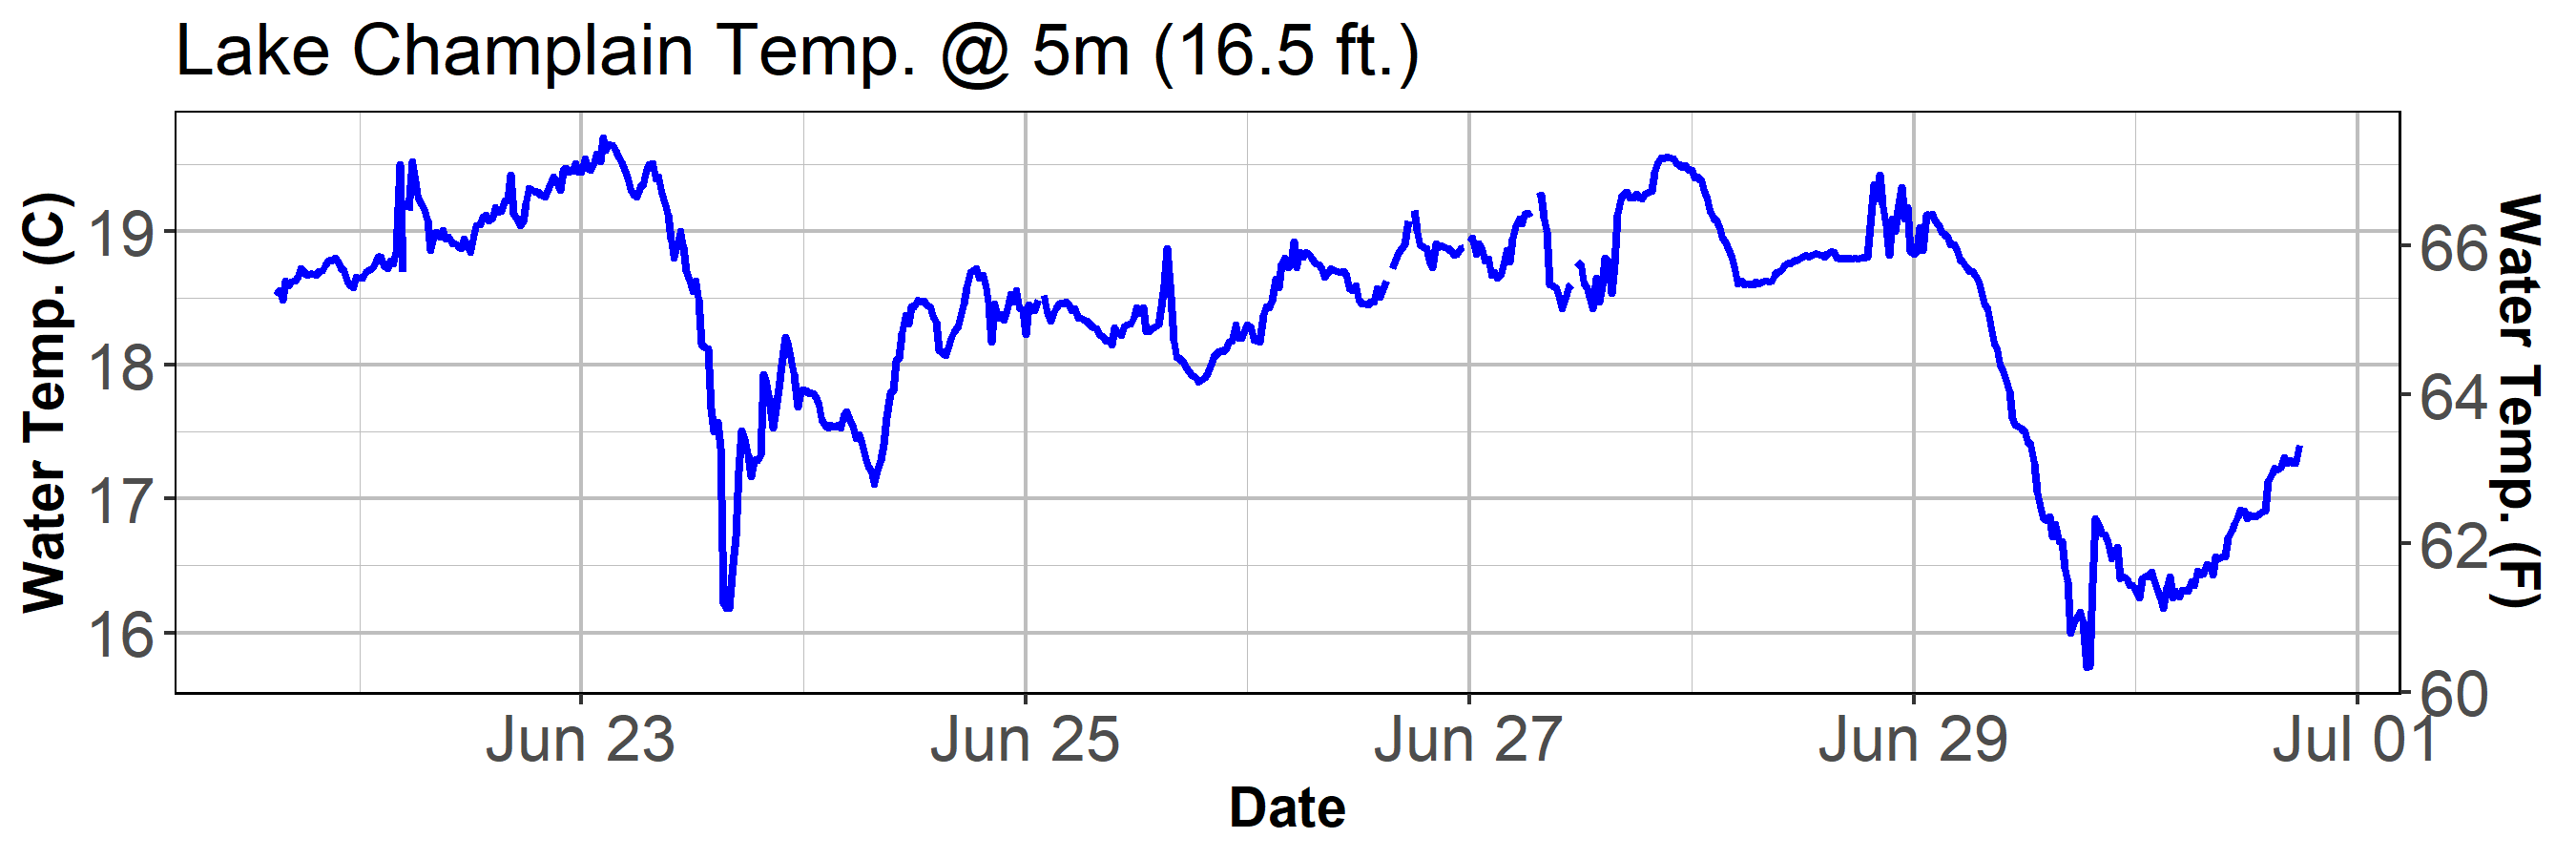 Lake Champlain Temp. @ 5m (16.5 ft.)
Water Temp. (C)
19
18
17
16
66
64
62
60
Water Temp. (F)
Jun 23
Jun 25
Jun 27
Jun 29
Jul 01
Date